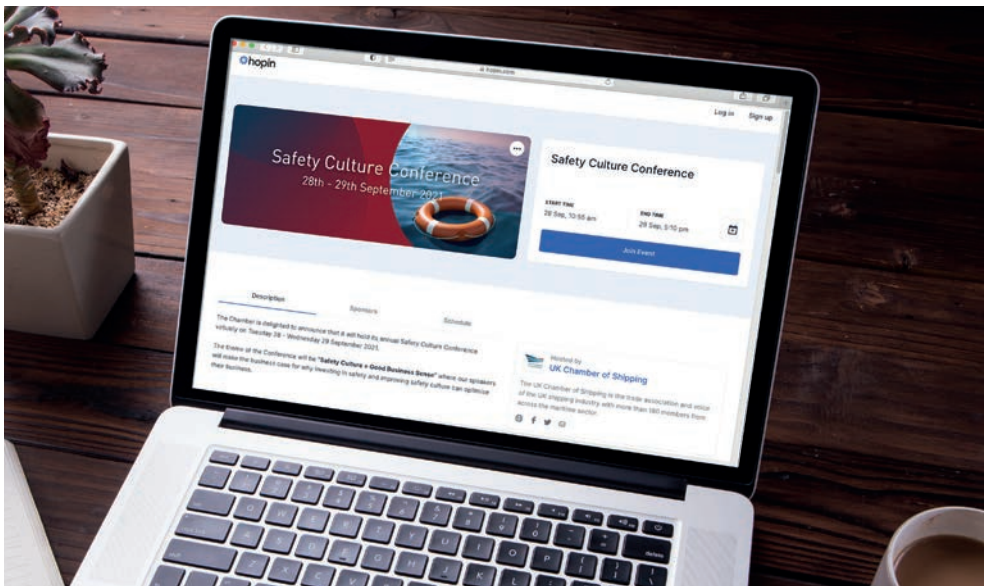 hopin
hopin.com
Log in Sign up
Safety Culture Conference
28th - 29th September 2021
Safety Culture Conference
START TIME
28 Sep, 10:55 am
END TIME
29 Sep, 5:10 pm
Join Event
Description Sponsors Schedule
The Chamber is delighted to announce that it will hold its annual Safety Culture Conference
virtually on Tuesday 28 - Wednesday 29 September 2021.
The theme of the Conference will be "Safety Culture = Good Business Sense" where our speakers
will make the business case for why investing in safety and improving safety culture can optimise
their business.
Hosted by
UK Chamber of Shipping
The UK Chamber of Shipping is the trade association and voice
of the UK shipping industry with more than 180 members from
across the maritime sector.
delete